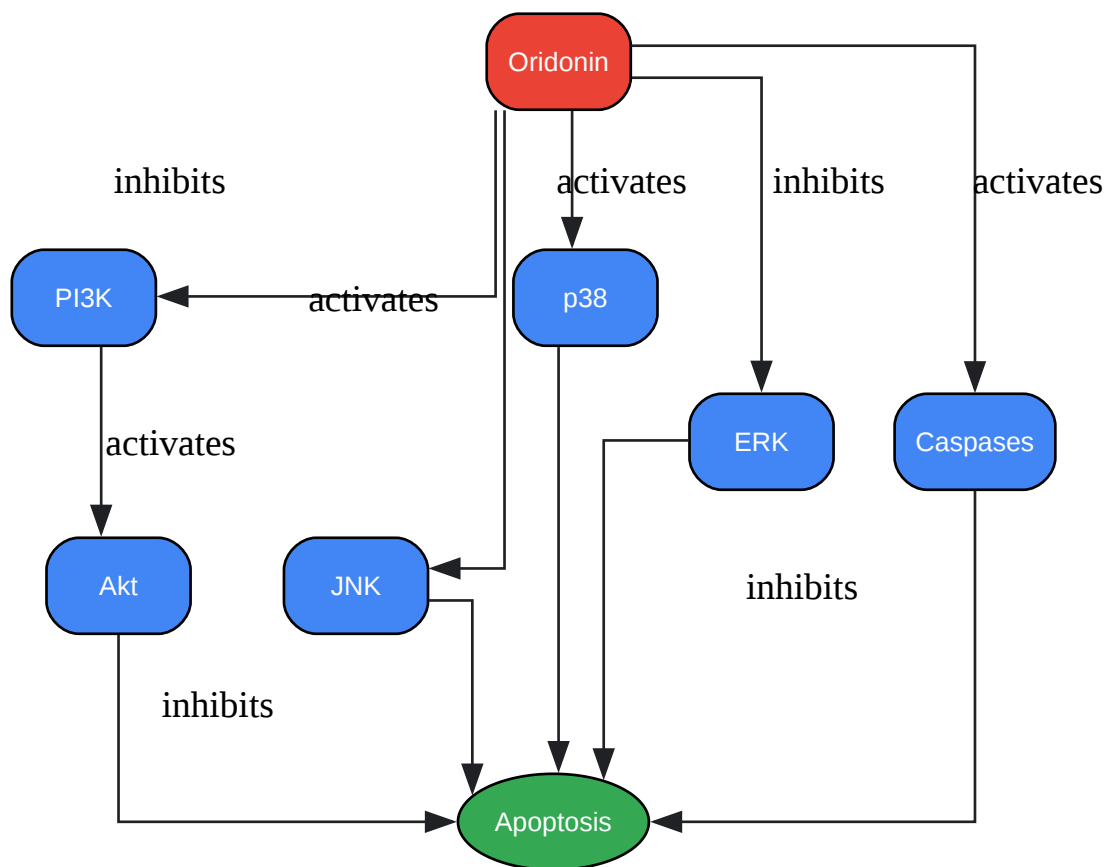 Oridonin
inhibits
activates
inhibits
activates
PI3K
activates
p38
activates
ERK
Caspases
Akt
JNK
inhibits
inhibits
Apoptosis